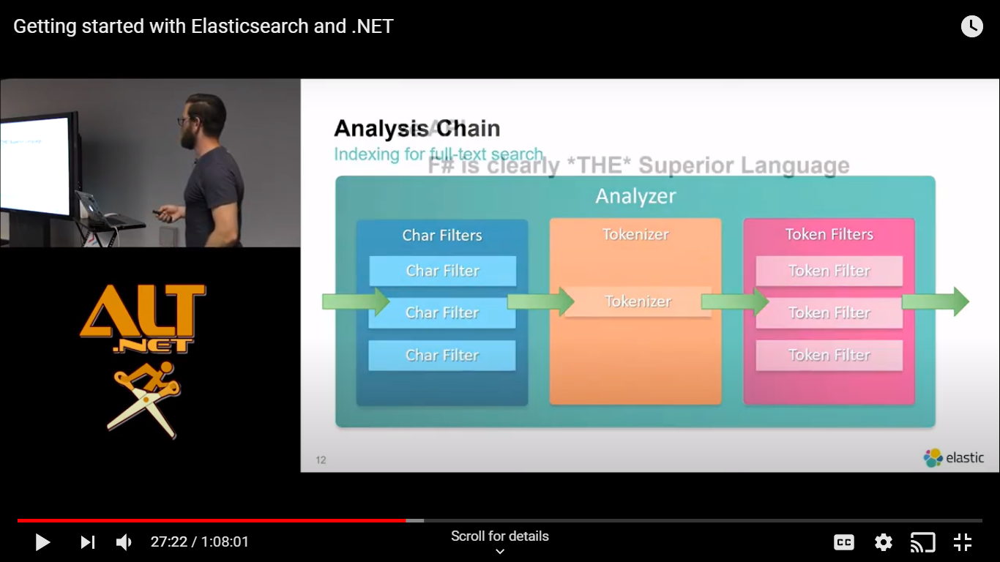 Getting started with Elasticsearch and .NET
Analysis Chain
Indexing for full-text search
F# is clearly *THE* Superior Language
Analyzer
Char Filters
Char Filter
Char Filter
Char Filter
Tokenizer
Tokenizer
Token Filters
Token Filter
Token Filter
Token Filter
ALT
.NET
12
elastic
27:22 / 1:08:01
Scroll for details
CC